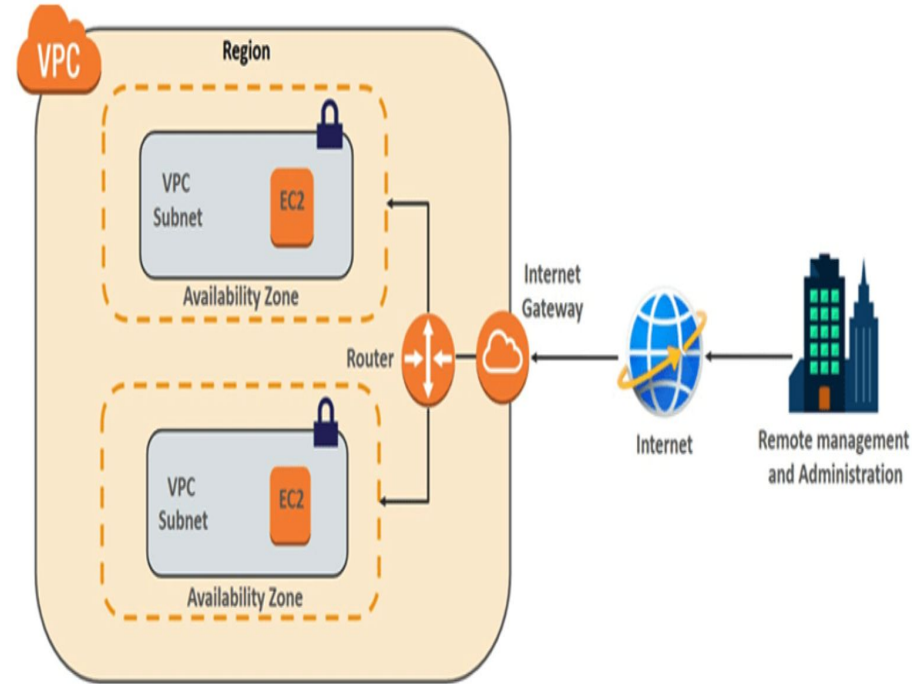 VPC
Region
VPC
Subnet
EC2
Availability Zone
Internet
Gateway
Router
Internet
Remote management
and Administration
VPC
Subnet
EC2
Availability Zone